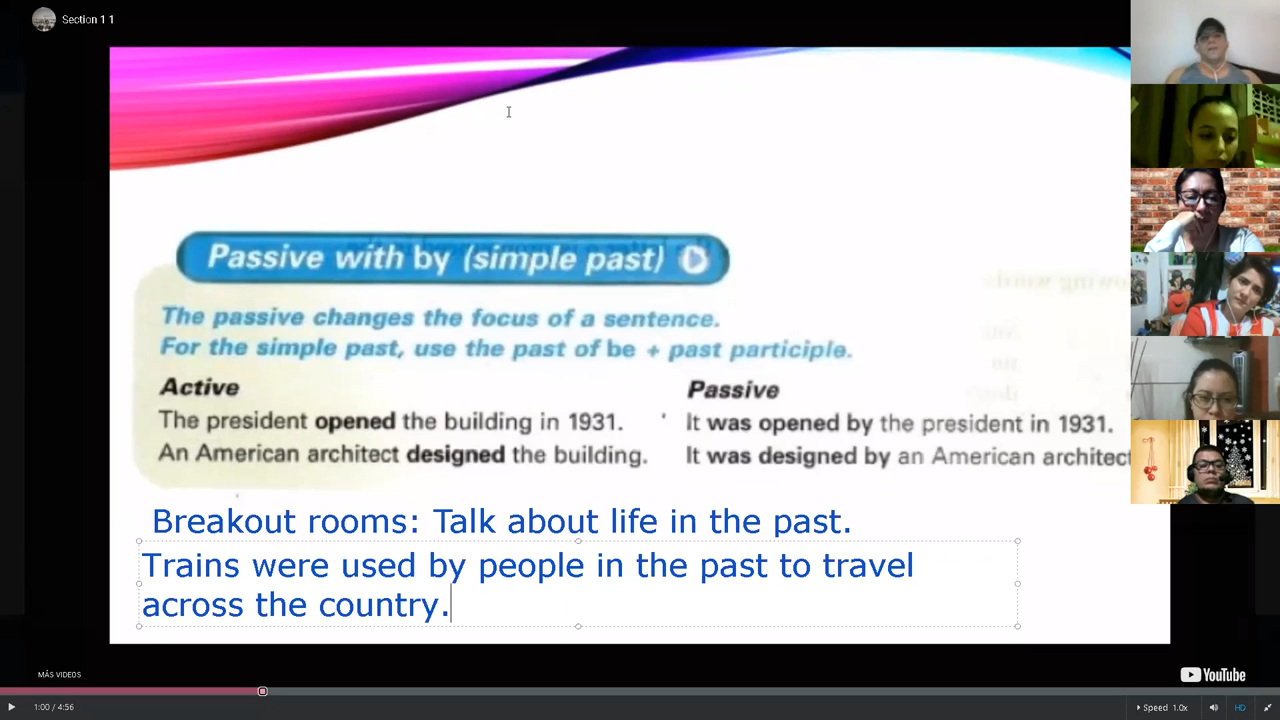 Section 1 1
Passive with by (simple past)
The passive changes the focus of a sentence.
For the simple past, use the past of be + past participle.
Active
Passive
The president opened the building in 1931.
It was opened by the president in 1931.
An American architect designed the building.
It was designed by an American architect
Breakout rooms: Talk about life in the past.
Trains were used by people in the past to travel
across the country.
MÁS VIDEOS
YouTube
1:00 / 4:56
Speed 1.0x
HD